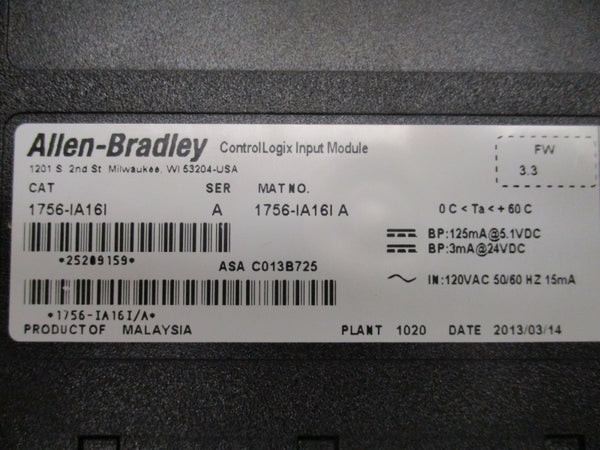 Allen-Bradley ControlLogix Input Module
1201 S. 2nd St. Milwaukee, WI 53204-USA
FW
3.3
CAT SER MAT NO.
1756-IA16I A 1756-IA16I A
0 C < Ta < + 60 C
BP:125mA@5.1VDC
BP:3mA@24VDC
*25209159*
ASA C013B725
IN:120VAC 50/60 HZ 15mA
*1756-IA16I/A*
PRODUCT OF MALAYSIA PLANT 1020 DATE 2013/03/14